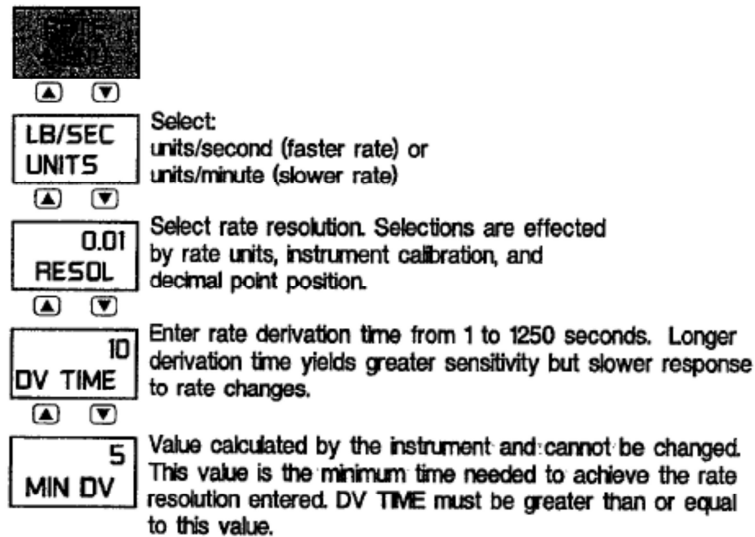 LB/SEC
UNITS
Select:
units/second (faster rate) or
units/minute (slower rate)
0.01
RESOL
Select rate resolution. Selections are effected
by rate units, instrument calibration, and
decimal point position.
10
DV TIME
Enter rate derivation time from 1 to 1250 seconds. Longer
derivation time yields greater sensitivity but slower response
to rate changes.
5
MIN DV
Value calculated by the instrument and cannot be changed.
This value is the minimum time needed to achieve the rate
resolution entered. DV TIME must be greater than or equal
to this value.